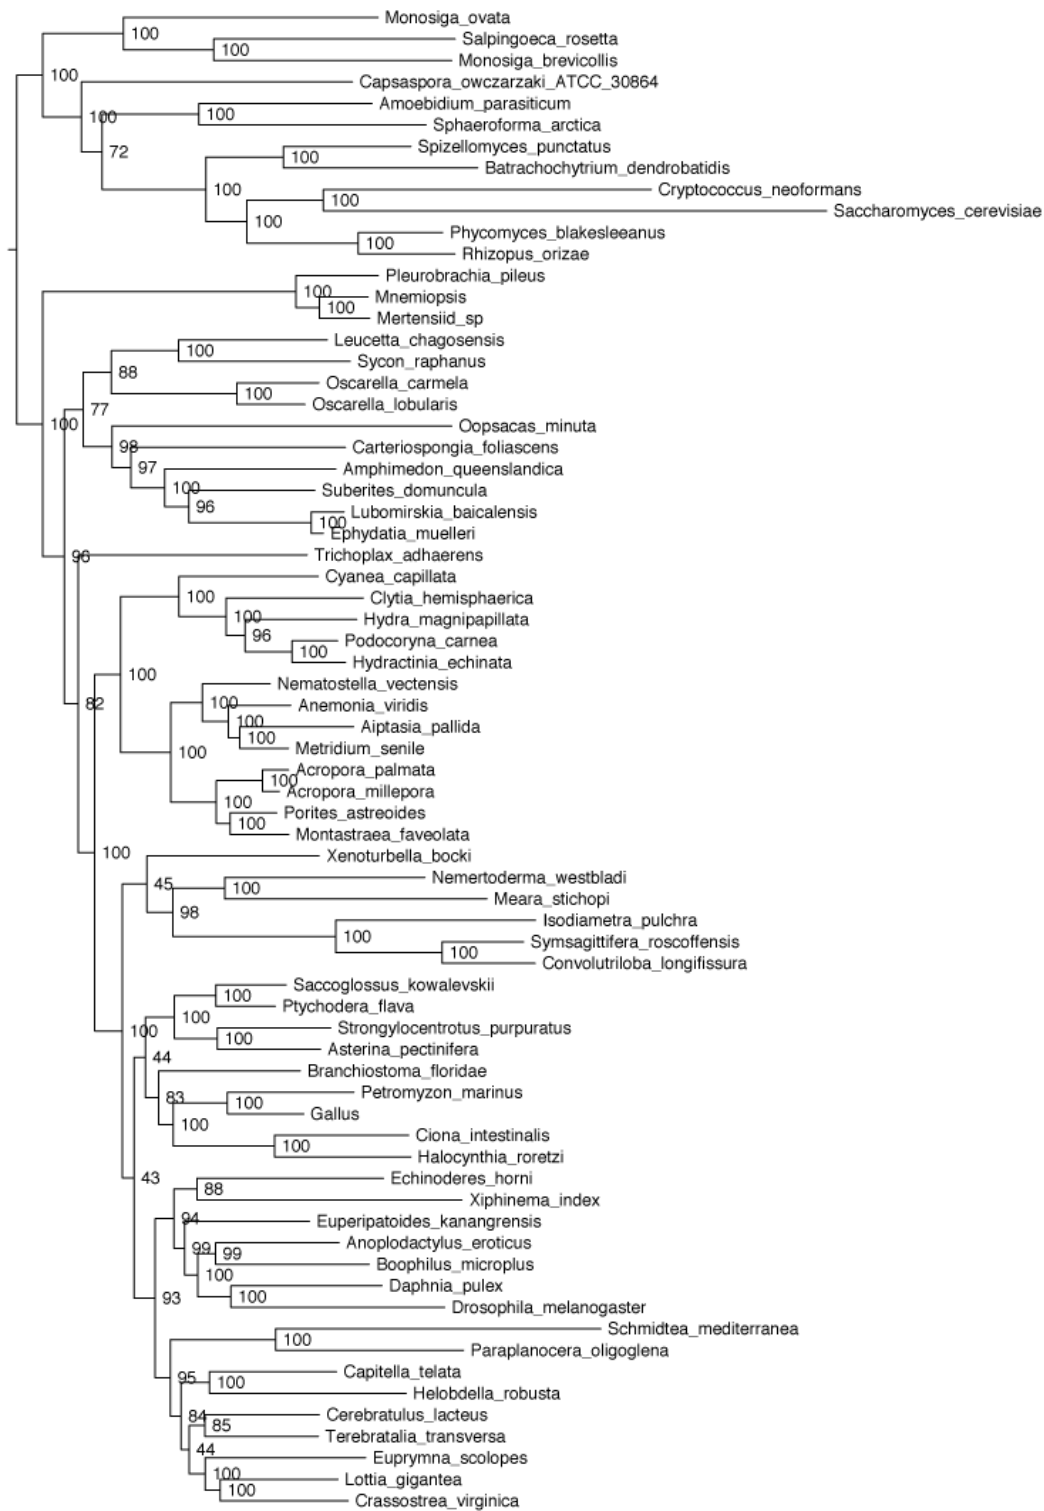 Monosiga_ovata
100
Salpingoeca_rosetta
100
Monosiga_brevicollis
100
Capsaspora_owczarzaki_ATCC_30864
Amoebidium_parasiticum
100
100
Sphaeroforma_arctica
Spizellomyces_punctatus
72
100
Batrachochytrium_dendrobatidis
100
Cryptococcus_neoformans
100
Saccharomyces_cerevisiae
100
Phycomyces_blakesleeanus
100
Rhizopus_orizae
Pleurobrachia_pileus
100
Mnemiopsis
100
Mertensiid_sp
Leucetta_chagosensis
100
Sycon_raphanus
88
Oscarella_carmela
100
Oscarella_lobularis
77
100
Oopsacas_minuta
98
Carteriospongia_foliascens
97
Amphimedon_queenslandica
100
Suberites_domuncula
96
Lubomirskia_baicalensis
100
Ephydatia_muelleri
96
Trichoplax_adhaerens
Cyanea_capillata
100
Clytia_hemisphaerica
100
Hydra_magnipapillata
96
Podocoryna_carnea
100
Hydractinia_echinata
100
Nematostella_vectensis
82
100
Anemonia_viridis
100
Aiptasia_pallida
100
Metridium_senile
100
Acropora_palmata
100
Acropora_millepora
100
Porites_astreoides
100
Montastraea_faveolata
100
Xenoturbella_bocki
45
Nemertoderma_westbladi
100
Meara_stichopi
98
Isodiametra_pulchra
100
Symsagittifera_roscoffensis
100
Convolutriloba_longifissura
Saccoglossus_kowalevskii
100
Ptychodera_flava
100
100
Strongylocentrotus_purpuratus
100
Asterina_pectinifera
44
Branchiostoma_floridae
83
Petromyzon_marinus
100
Gallus
100
Ciona_intestinalis
100
Halocynthia_roretzi
43
Echinoderes_horni
88
Xiphinema_index
94
Euperipatoides_kanangrensis
99
Anoplodactylus_eroticus
99
Boophilus_microplus
100
Daphnia_pulex
100
93
Drosophila_melanogaster
Schmidtea_mediterranea
100
Paraplanocera_oligoglena
95
Capitella_telata
100
Helobdella_robusta
84
Cerebratulus_lacteus
85
Terebratalia_transversa
44
Euprymna_scolopes
100
Lottia_gigantea
100
Crassostrea_virginica